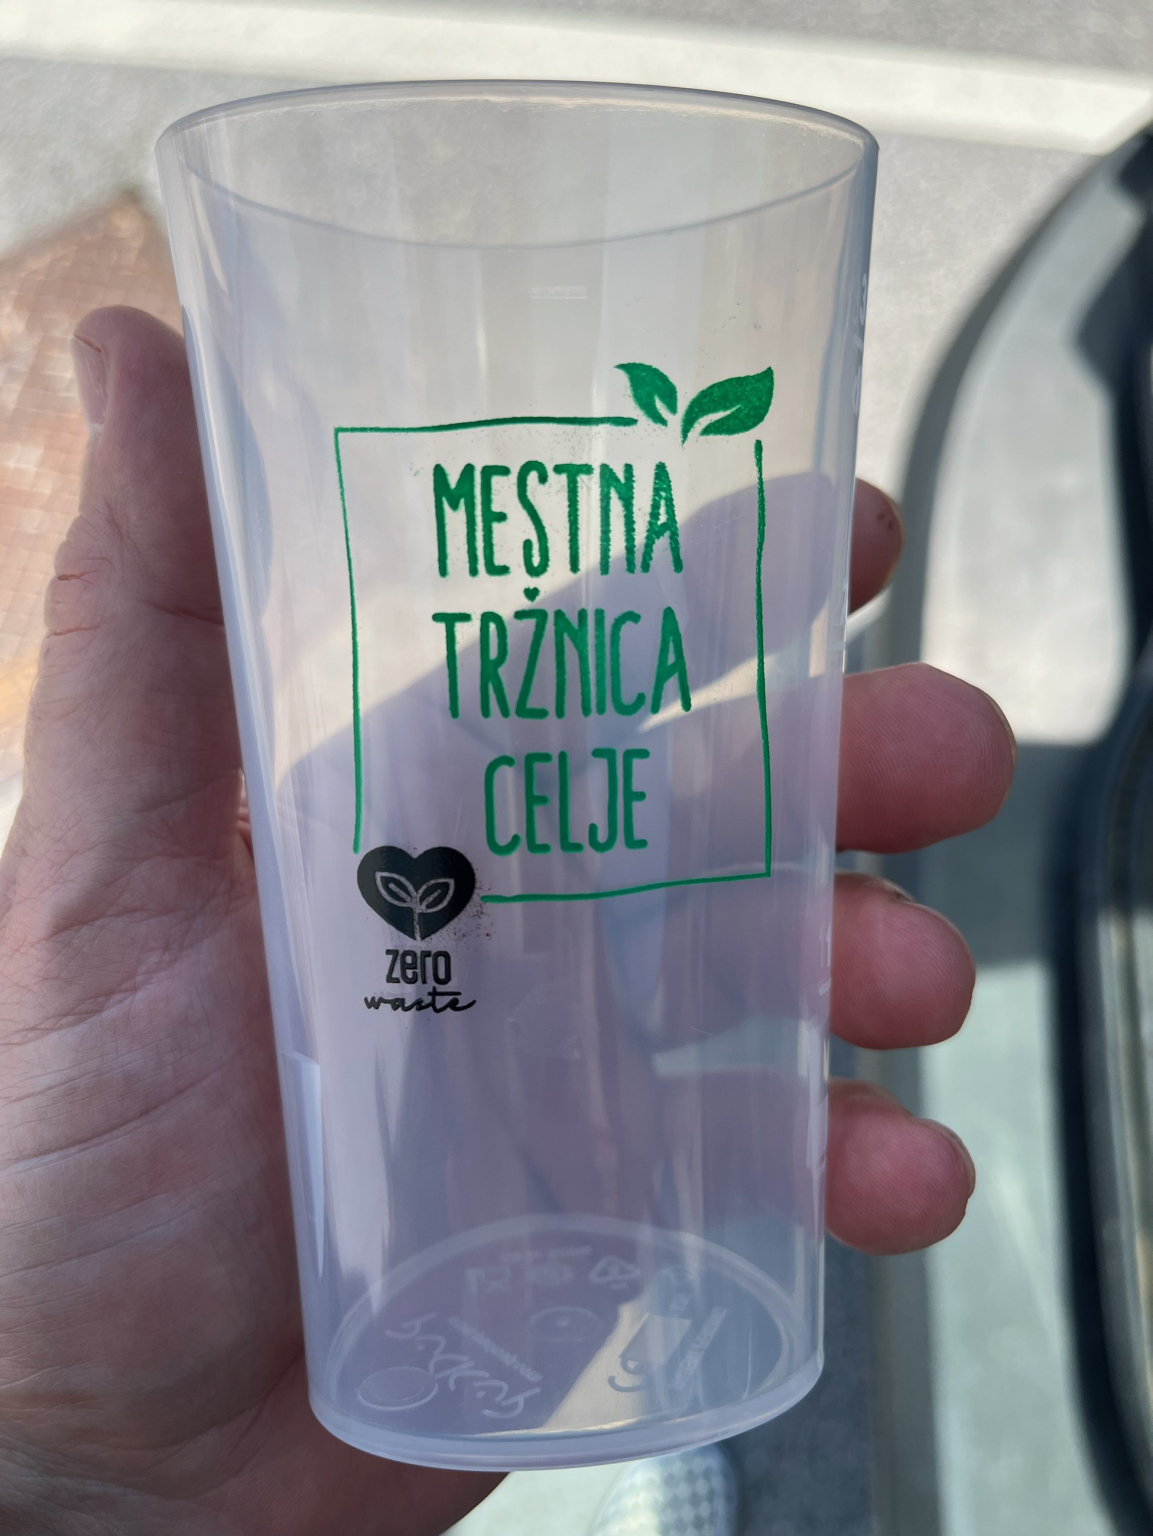 MESTNA
TRŽNICA
CELJE
zero
waste